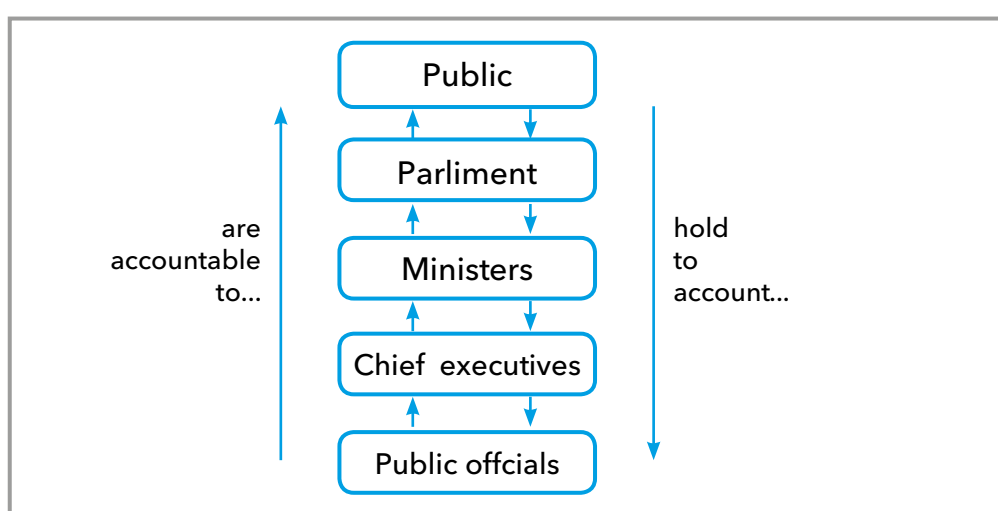 Public
Parliment
are
accountable
to...
Ministers
hold
to
account...
Chief executives
Public offcials